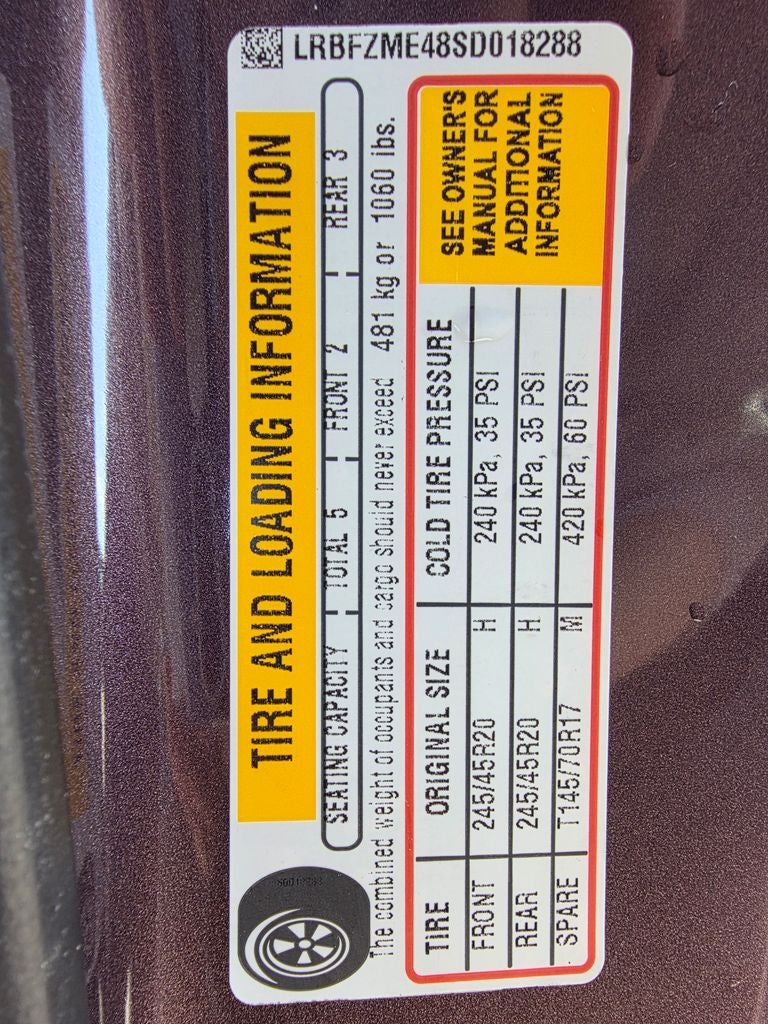 LRBFZME48SD018288
TIRE AND LOADING INFORMATION
SEATING CAPACITY TOTAL 5 FRONT 2 REAR 3
The combined weight of occupants and cargo should never exceed 481 kg or 1060 lbs.
TIRE ORIGINAL SIZE COLD TIRE PRESSURE
FRONT 245/45R20 H 240 kPa, 35 PSI
REAR 245/45R20 H 240 kPa, 35 PSI
SPARE T145/70R17 M 420 kPa, 60 PSI
SEE OWNER'S
MANUAL FOR
ADDITIONAL
INFORMATION